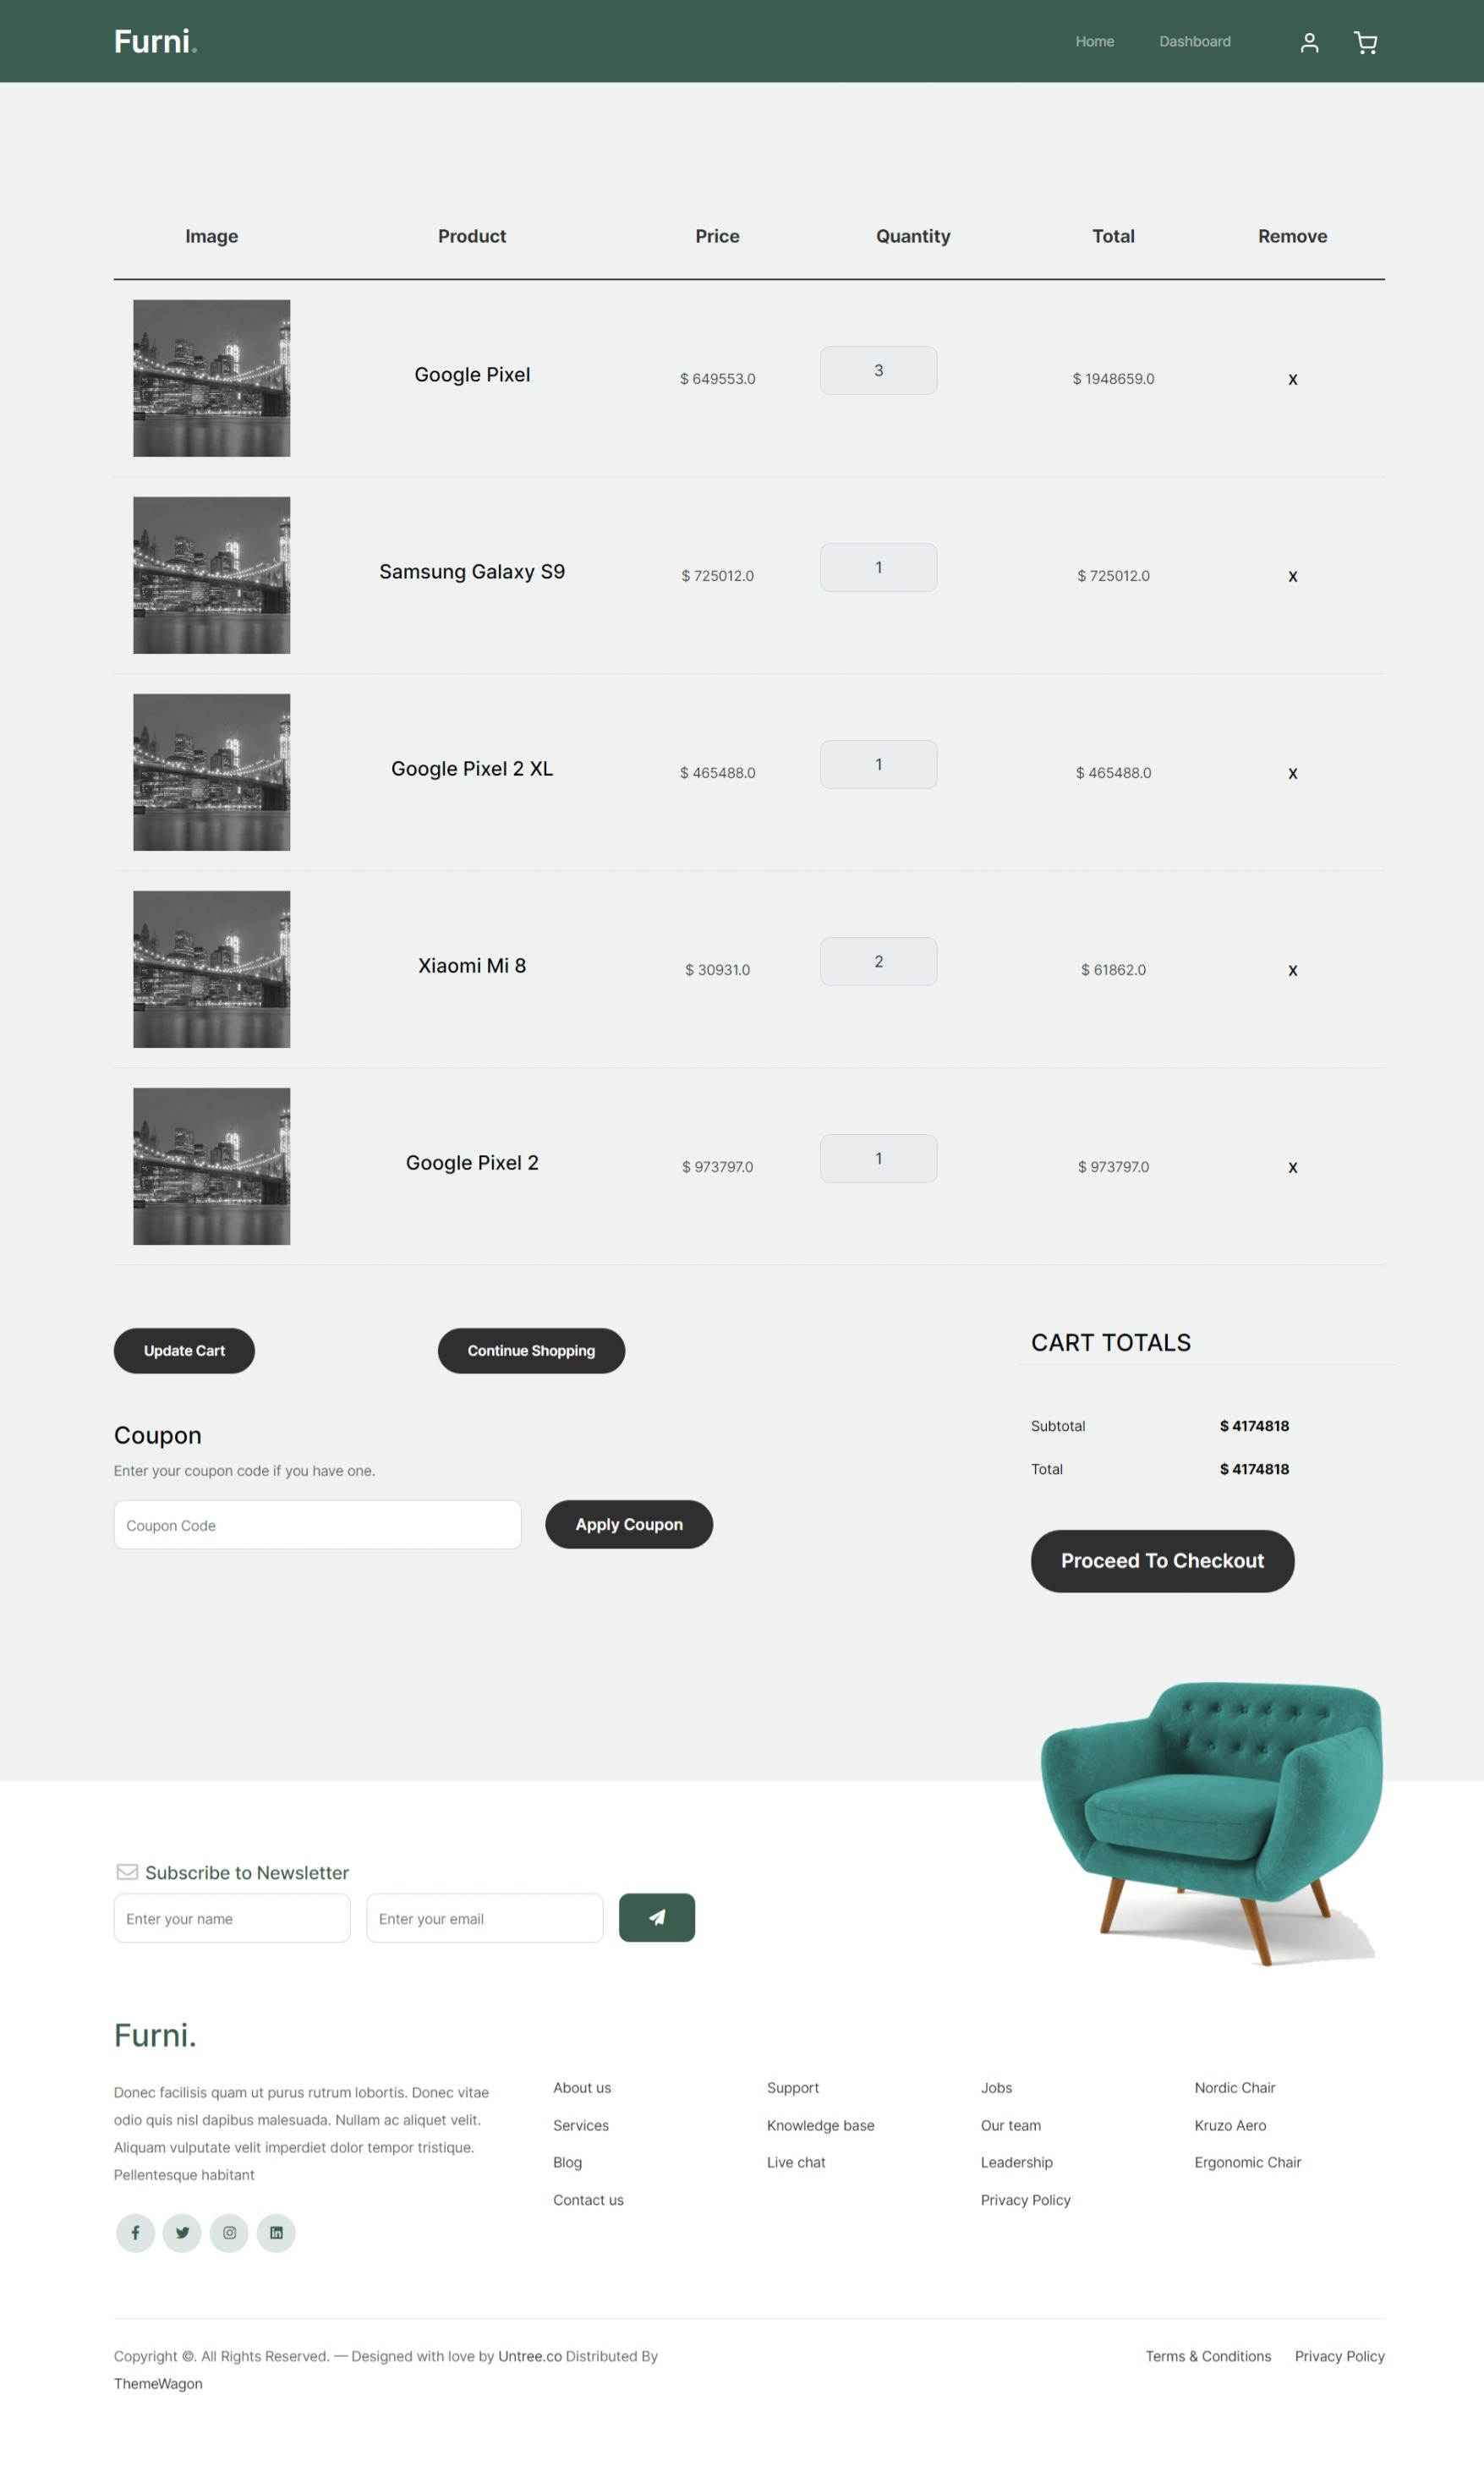 Furni.
Home Dashboard
Image Product Price Quantity Total Remove
Google Pixel $ 649553.0 3 $ 1948659.0 X
Samsung Galaxy S9 $ 725012.0 1 $ 725012.0 X
Google Pixel 2 XL $ 465488.0 1 $ 465488.0 X
Xiaomi Mi 8 $ 30931.0 2 $ 61862.0 X
Google Pixel 2 $ 973797.0 1 $ 973797.0 X
Update Cart Continue Shopping
Coupon
Enter your coupon code if you have one.
Coupon Code Apply Coupon
CART TOTALS
Subtotal $ 4174818
Total $ 4174818
Proceed To Checkout
Subscribe to Newsletter
Enter your name Enter your email
Furni.
Donec facilisis quam ut purus rutrum lobortis. Donec vitae
odio quis nisl dapibus malesuada. Nullam ac aliquet velit.
Aliquam vulputate velit imperdiet dolor tempor tristique.
Pellentesque habitant
About us
Services
Blog
Contact us
Support
Knowledge base
Live chat
Jobs
Our team
Leadership
Privacy Policy
Nordic Chair
Kruzo Aero
Ergonomic Chair
Copyright ©. All Rights Reserved. — Designed with love by Untree.co Distributed By
ThemeWagon
Terms & Conditions Privacy Policy